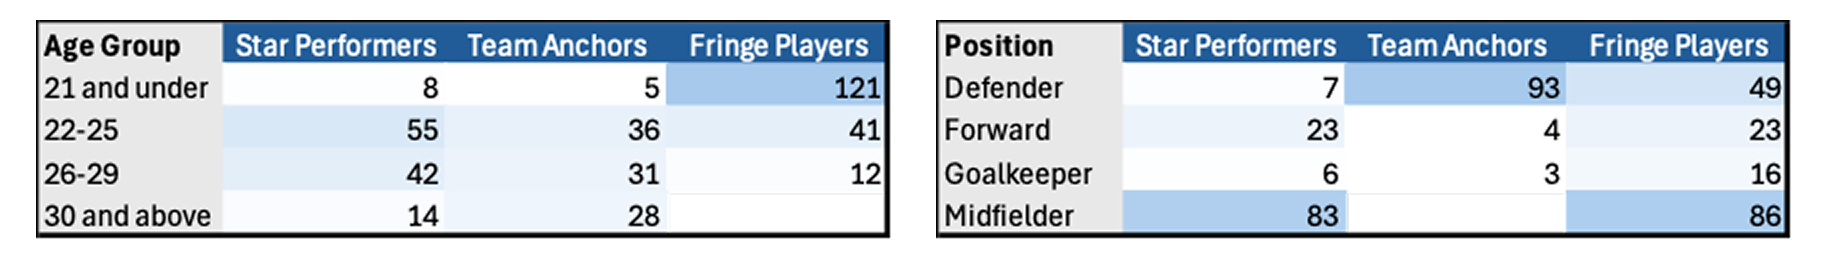 Age Group Star Performers Team Anchors Fringe Players
21 and under 8 5 121
22-25 55 36 41
26-29 42 31 12
30 and above 14 28
Position Star Performers Team Anchors Fringe Players
Defender 7 93 49
Forward 23 4 23
Goalkeeper 6 3 16
Midfielder 83 86